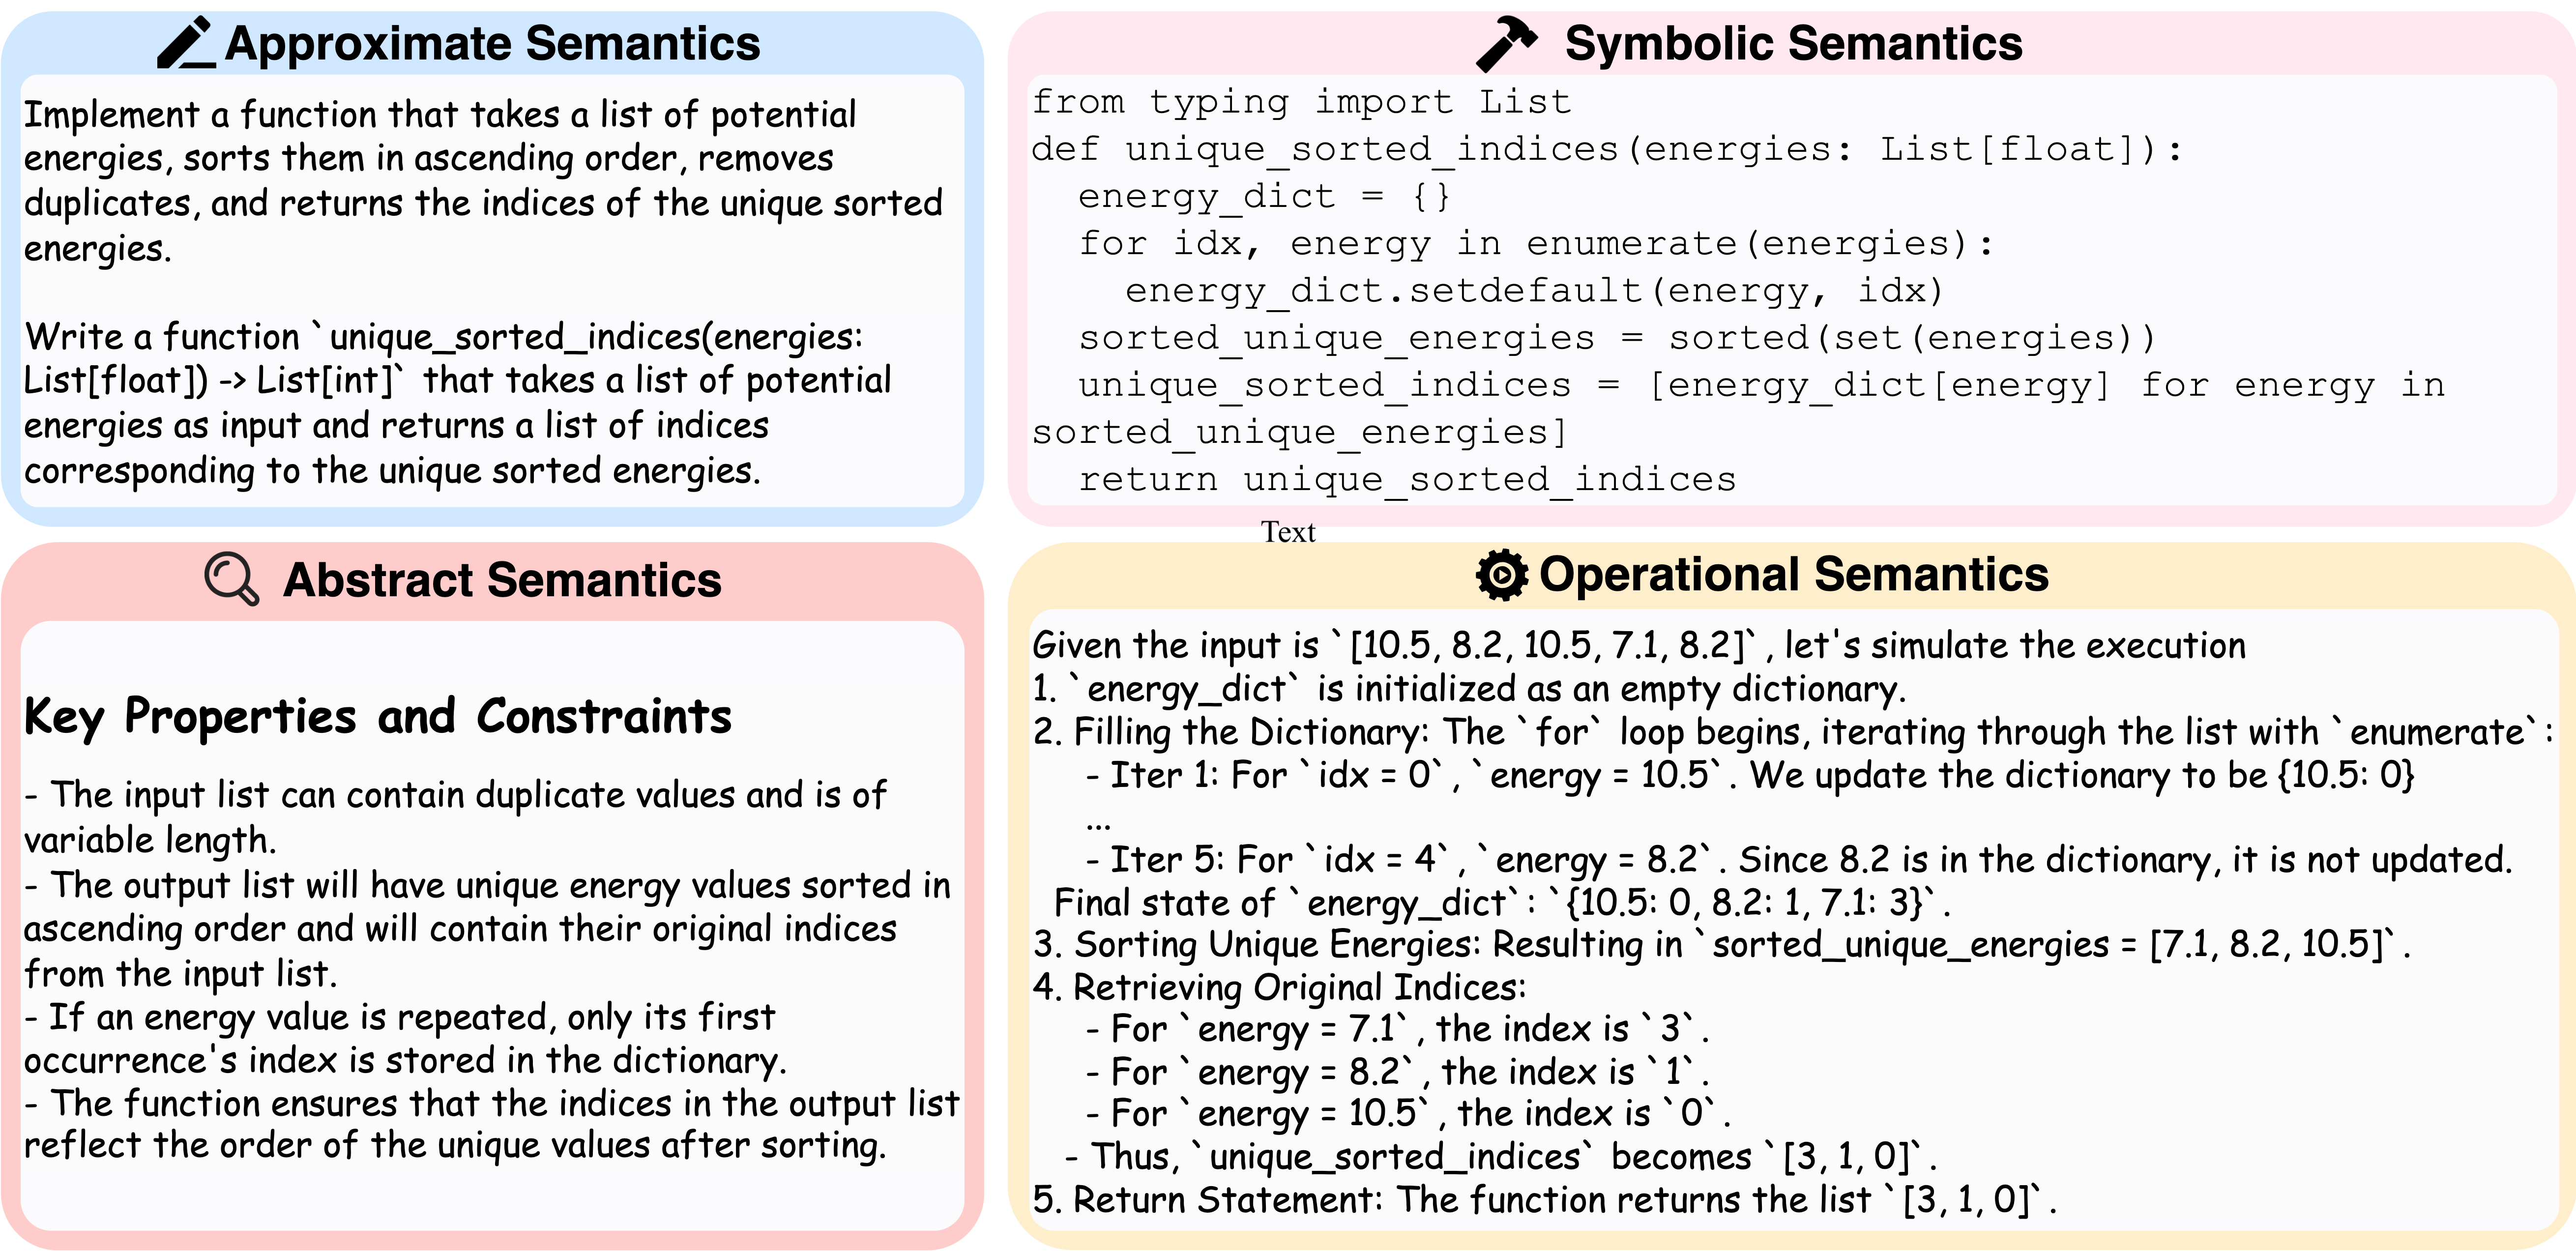 Approximate Semantics
Implement a function that takes a list of potential
energies, sorts them in ascending order, removes
duplicates, and returns the indices of the unique sorted
energies.
Write a function `unique_sorted_indices(energies:
List[float]) -> List[int]` that takes a list of potential
energies as input and returns a list of indices
corresponding to the unique sorted energies.
Symbolic Semantics
from typing import List
def unique_sorted_indices(energies: List[float]):
  energy_dict = {}
  for idx, energy in enumerate(energies):
    energy_dict.setdefault(energy, idx)
  sorted_unique_energies = sorted(set(energies))
  unique_sorted_indices = [energy_dict[energy] for energy in
sorted_unique_energies]
  return unique_sorted_indices
Text
Abstract Semantics
Key Properties and Constraints
- The input list can contain duplicate values and is of
variable length.
- The output list will have unique energy values sorted in
ascending order and will contain their original indices
from the input list.
- If an energy value is repeated, only its first
occurrence's index is stored in the dictionary.
- The function ensures that the indices in the output list
reflect the order of the unique values after sorting.
Operational Semantics
Given the input is `[10.5, 8.2, 10.5, 7.1, 8.2]`, let's simulate the execution
1. `energy_dict` is initialized as an empty dictionary.
2. Filling the Dictionary: The `for` loop begins, iterating through the list with `enumerate`:
- Iter 1: For `idx = 0`, `energy = 10.5`. We update the dictionary to be {10.5: 0}
...
- Iter 5: For `idx = 4`, `energy = 8.2`. Since 8.2 is in the dictionary, it is not updated.
Final state of `energy_dict`: `{10.5: 0, 8.2: 1, 7.1: 3}`.
3. Sorting Unique Energies: Resulting in `sorted_unique_energies = [7.1, 8.2, 10.5]`.
4. Retrieving Original Indices:
- For `energy = 7.1`, the index is `3`.
- For `energy = 8.2`, the index is `1`.
- For `energy = 10.5`, the index is `0`.
- Thus, `unique_sorted_indices` becomes `[3, 1, 0]`.
5. Return Statement: The function returns the list `[3, 1, 0]`.